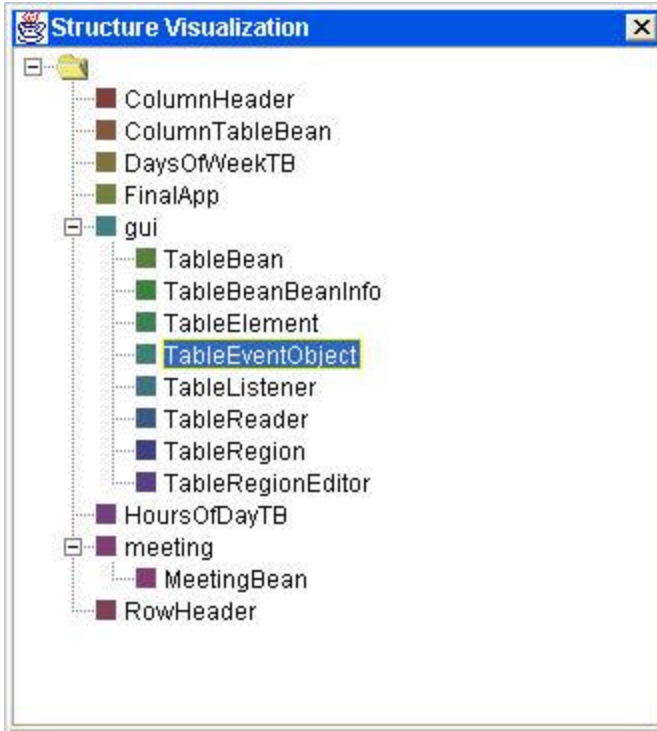 Structure Visualization
ColumnHeader
ColumnTableBean
DaysOfWeekTB
FinalApp
gui
TableBean
TableBeanBeanInfo
TableElement
TableEventObject
TableListener
TableReader
TableRegion
TableRegionEditor
HoursOfDayTB
meeting
MeetingBean
RowHeader